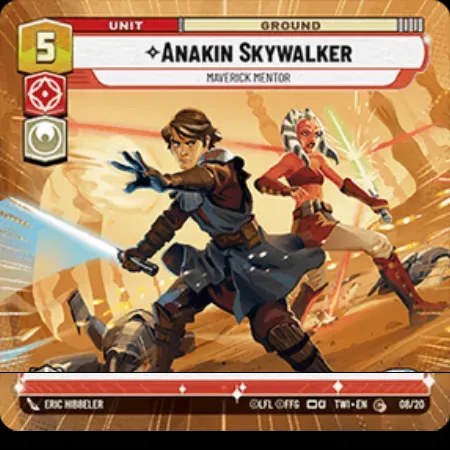 UNIT
GROUND
5
ANAKIN SKYWALKER
MAVERICK MENTOR
ERIC HIBBELER
©LFL ©FFG
TWI • EN
G
08/20